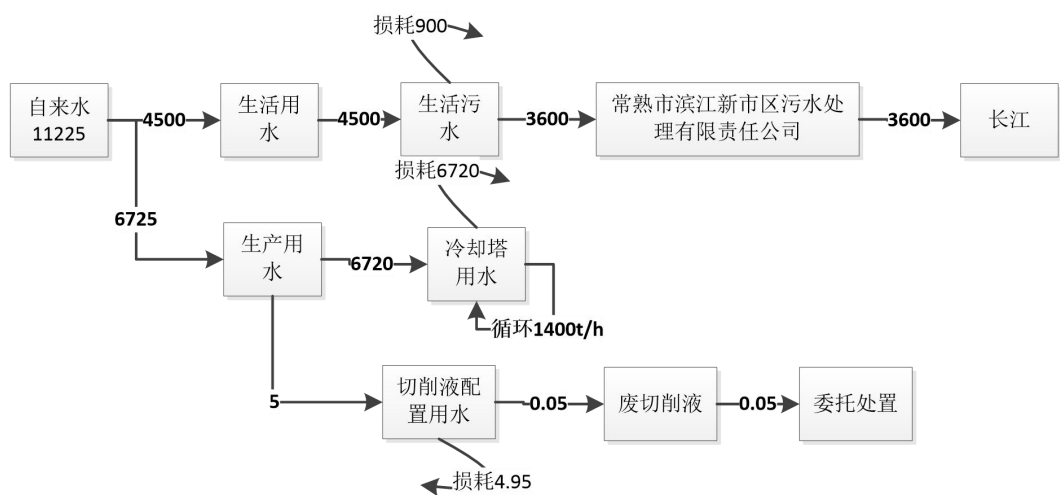 损耗900
自来水
11225
4500
生活用
水
4500
生活污
水
3600
常熟市滨江新市区污水处
理有限责任公司
3600
长江
损耗6720
6725
生产用
水
6720
冷却塔
用水
循环1400t/h
5
切削液配
置用水
0.05
废切削液
0.05
委托处置
损耗4.95